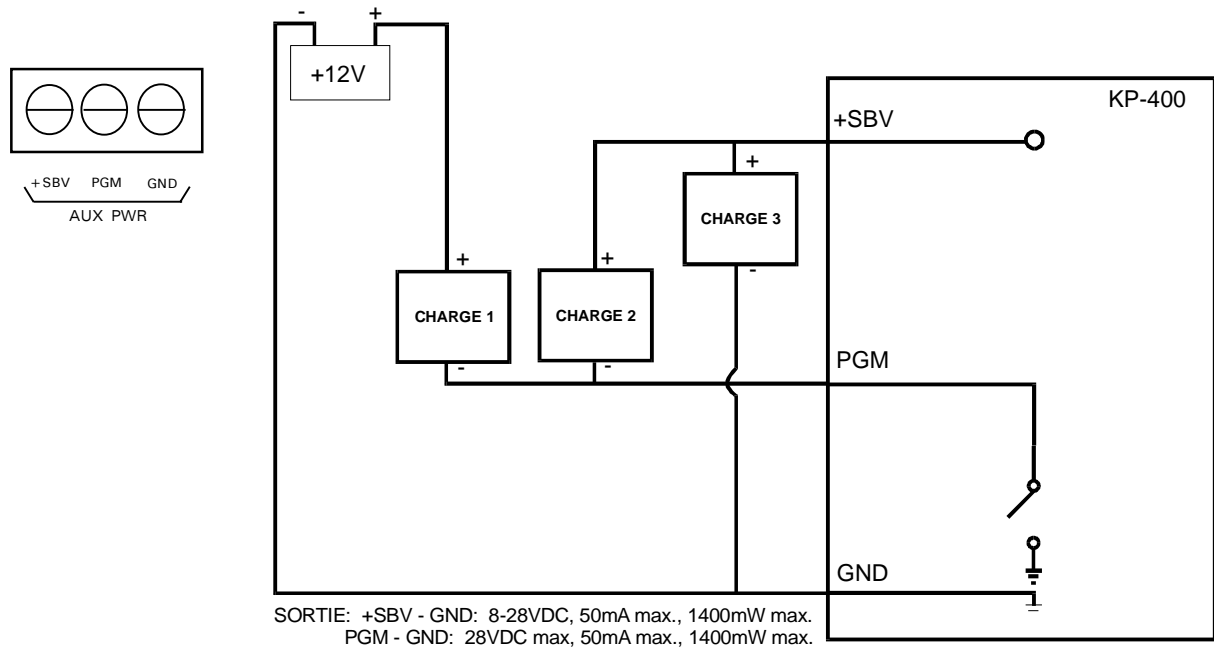 - +
+12V
KP-400
+SBV
+
CHARGE 3
-
+SBV PGM GND
AUX PWR
+ +
CHARGE 1 CHARGE 2
- -
PGM
GND
SORTIE: +SBV - GND: 8-28VDC, 50mA max., 1400mW max.
PGM - GND: 28VDC max, 50mA max., 1400mW max.